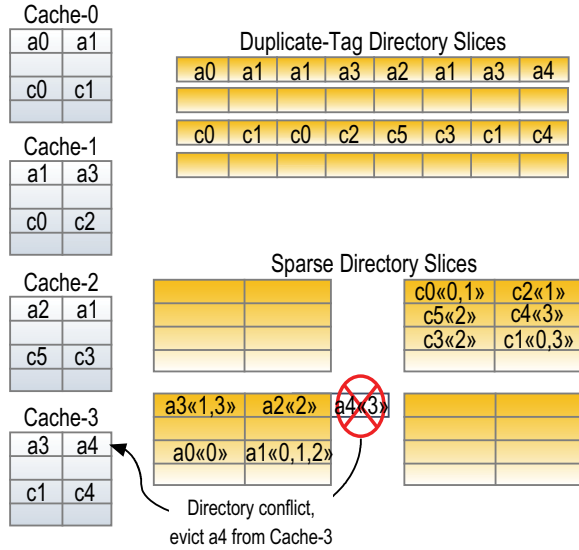 Cache-0
a0 a1
c0 c1
Cache-1
a1 a3
c0 c2
Cache-2
a2 a1
c5 c3
Cache-3
a3 a4
c1 c4
Duplicate-Tag Directory Slices
a0 a1 a1 a3 a2 a1 a3 a4
c0 c1 c0 c2 c5 c3 c1 c4
Sparse Directory Slices
c0«0,1» c2«1»
c5«2» c4«3»
c3«2» c1«0,3»
a3«1,3» a2«2» a4«3»
a0«0» a1«0,1,2»
Directory conflict,
evict a4 from Cache-3